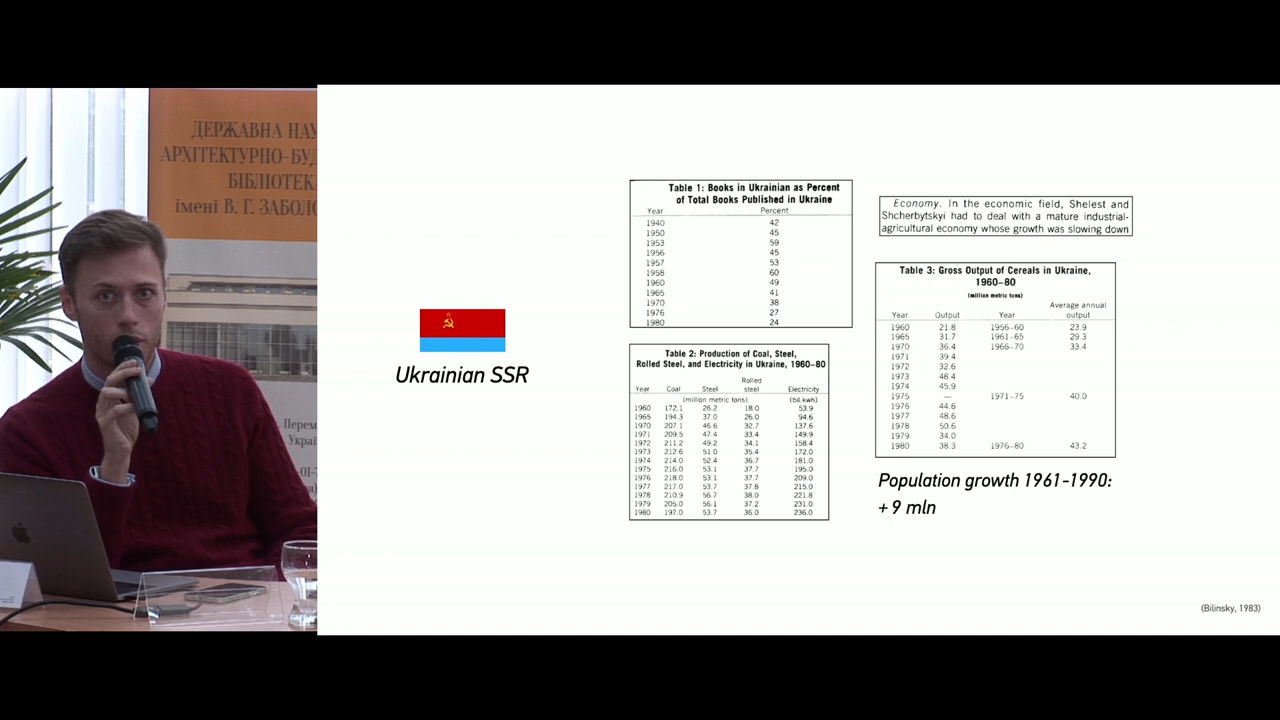 ДЕРЖАВНА НАУ
АРХІТЕКТУРНО-БУД
БІБЛІОТЕКА
імені В. Г. ЗАБОЛО
Ukrainian SSR
Table 1: Books in Ukrainian as Percent
of Total Books Published in Ukraine
Year Percent
1940 42
1950 45
1953 59
1956 45
1957 53
1958 60
1960 49
1965 41
1970 38
1976 27
1980 24
Table 2: Production of Coal, Steel,
Rolled Steel, and Electricity in Ukraine, 1960–80
Rolled
Year Coal Steel steel Electricity
(million metric tons) (bil.kwh)
1960 172.1 26.2 18.0 53.9
1965 194.3 37.0 26.0 94.6
1970 207.1 46.6 32.7 137.6
1971 209.5 47.4 33.4 149.9
1972 211.2 49.2 34.1 158.4
1973 212.6 51.0 35.4 172.0
1974 214.0 52.4 36.7 181.0
1975 216.0 53.1 37.7 195.0
1976 218.0 53.1 37.7 209.0
1977 217.0 53.7 37.8 215.0
1978 210.9 56.7 38.0 221.8
1979 205.0 56.1 37.2 231.0
1980 197.0 53.7 36.0 236.0
Economy. In the economic field, Shelest and
Shcherbytskyi had to deal with a mature industrial-
agricultural economy whose growth was slowing down
Table 3: Gross Output of Cereals in Ukraine,
1960–80
(million metric tons)
Average annual
Year Output Year output
1960 21.8 1956–60 23.9
1965 31.7 1961–65 29.3
1970 36.4 1966–70 33.4
1971 39.4
1972 32.6
1973 48.4
1974 45.9
1975 — 1971–75 40.0
1976 44.6
1977 48.6
1978 50.6
1979 34.0
1980 38.3 1976–80 43.2
Population growth 1961-1990:
+ 9 mln
(Bilinsky, 1983)